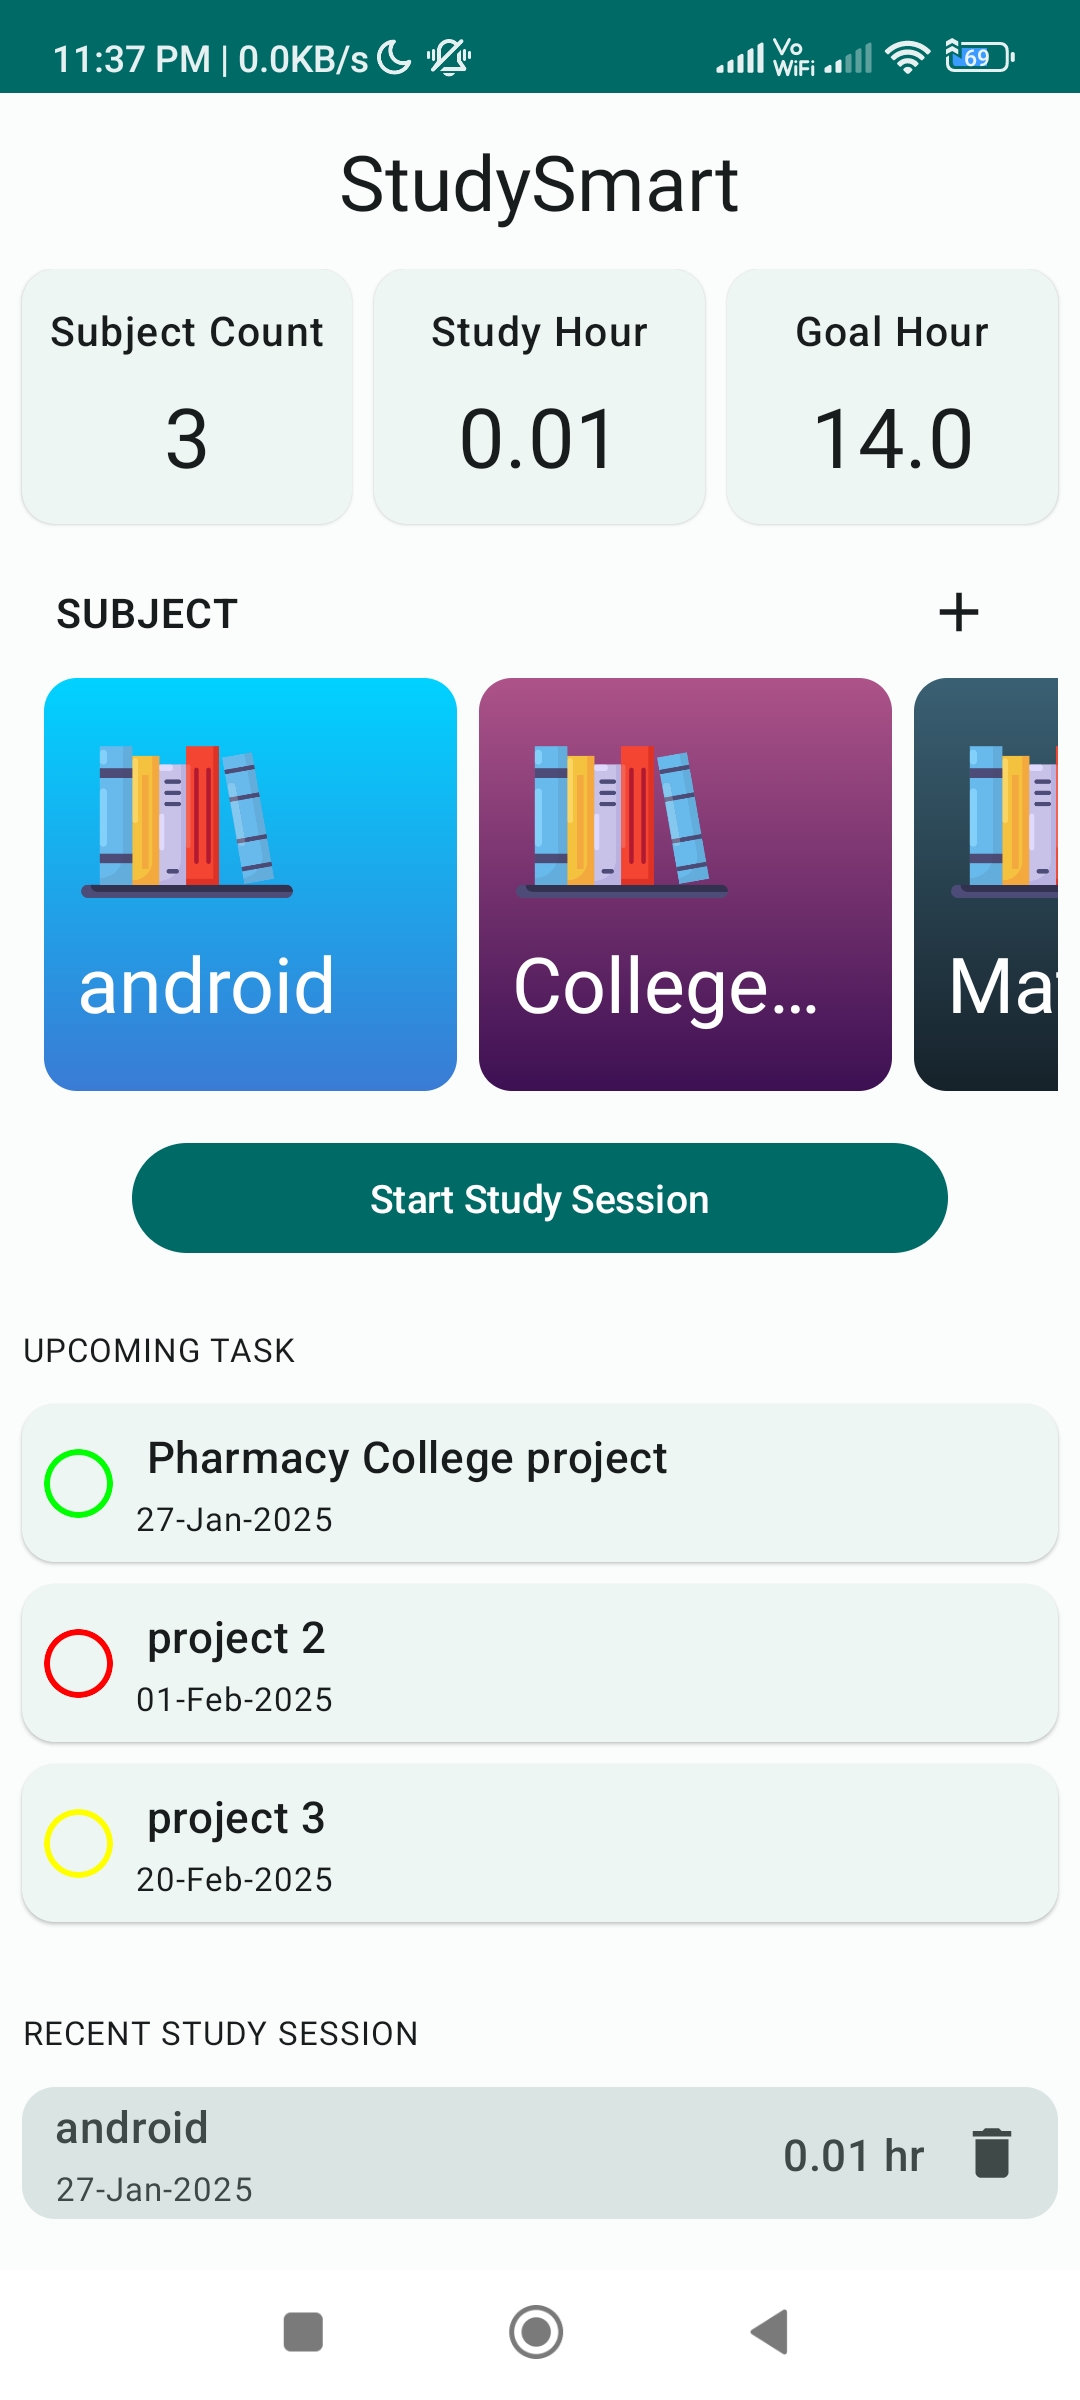 11:37 PM | 0.0KB/s Vo WiFi 69
StudySmart
Subject Count Study Hour Goal Hour
3 0.01 14.0
SUBJECT
android College…
Start Study Session
UPCOMING TASK
Pharmacy College project
27-Jan-2025
project 2
01-Feb-2025
project 3
20-Feb-2025
RECENT STUDY SESSION
android
0.01 hr
27-Jan-2025